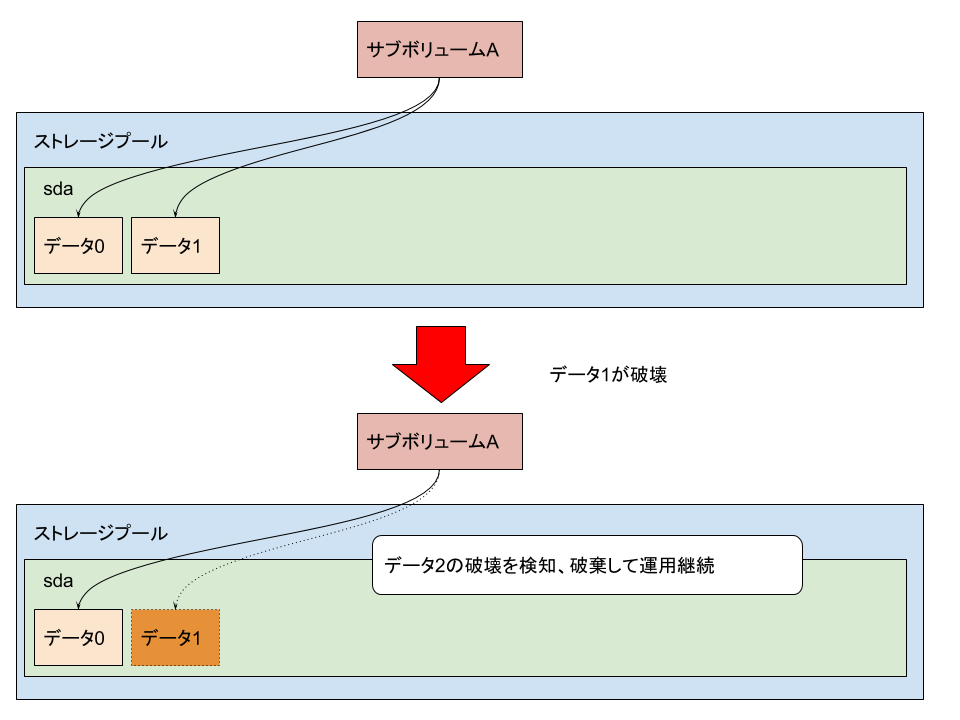 サブボリュームA
ストレージプール
sda
データ0
データ1
データ1が破壊
サブボリュームA
ストレージプール
データ2の破壊を検知、破棄して運用継続
sda
データ0
データ1